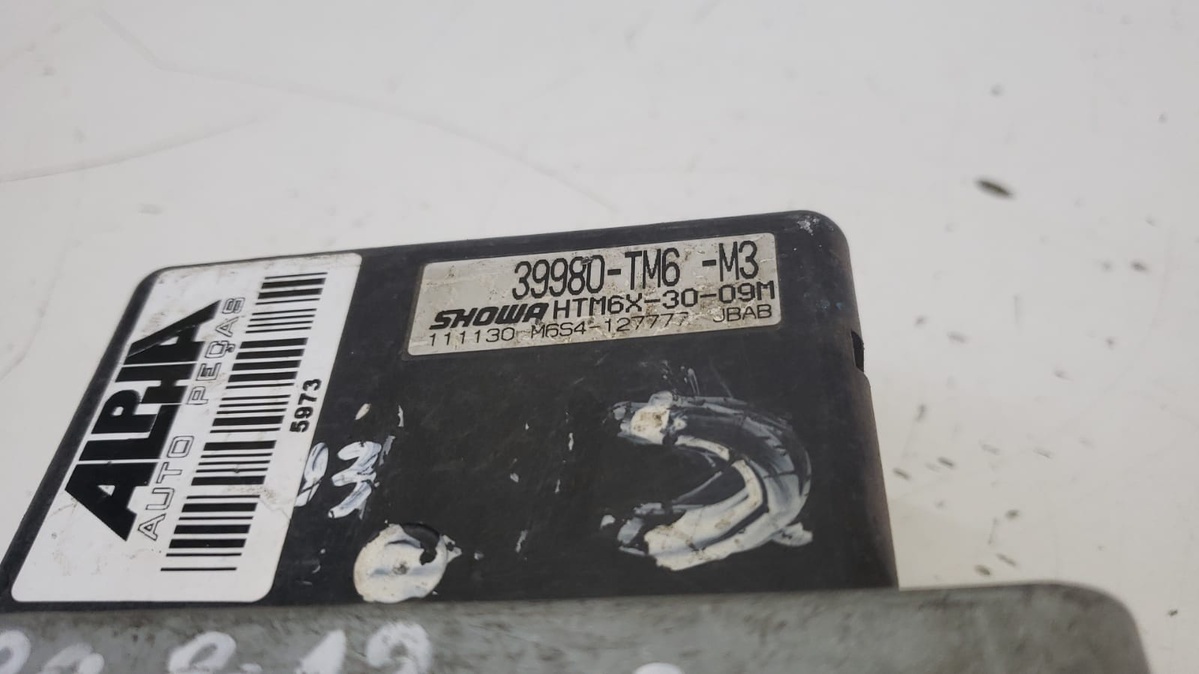 39980-TM6 -M3
SHOWA HTM6X-30-09M
111130 M6S4-127777 JBAB
ALPHA
AUTO PEÇAS
5973